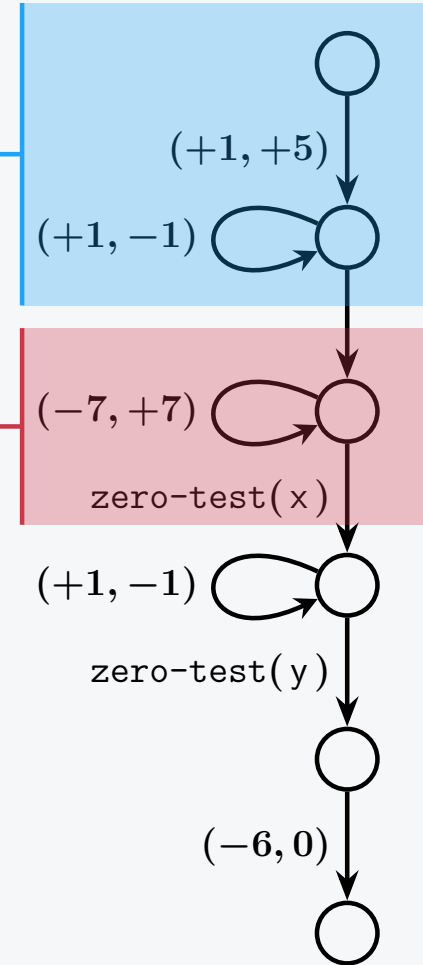 (+1, +5)
(+1, −1)
(−7, +7)
zero-test(x)
(+1, −1)
zero-test(y)
(−6, 0)